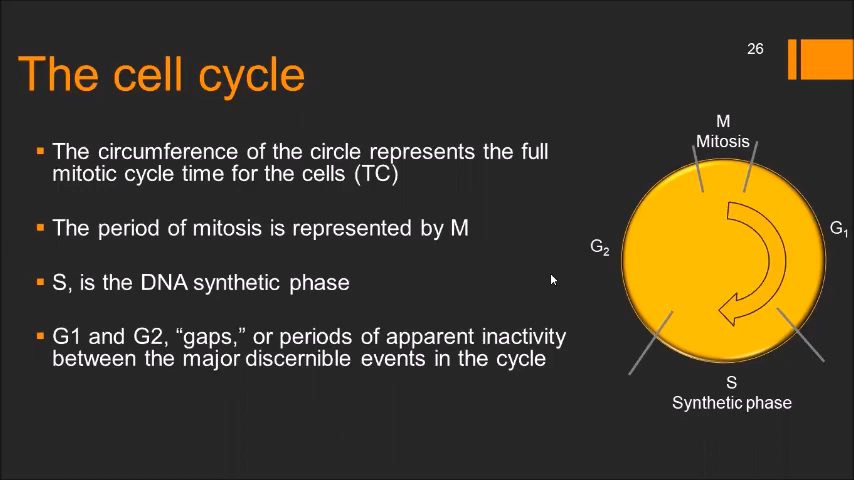 26
The cell cycle
▪ The circumference of the circle represents the full
mitotic cycle time for the cells (TC)
▪ The period of mitosis is represented by M
▪ S, is the DNA synthetic phase
▪ G1 and G2, “gaps,” or periods of apparent inactivity
between the major discernible events in the cycle
M
Mitosis
G₁
G₂
S
Synthetic phase